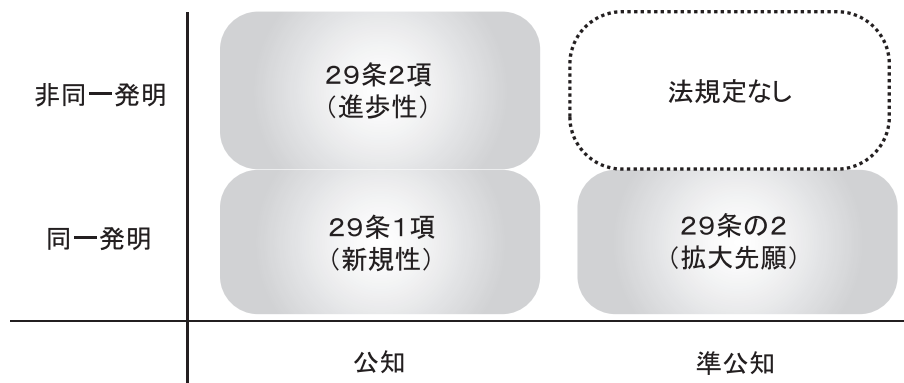 非同一発明
29条2項
（進歩性）
法規定なし
同一発明
29条1項
（新規性）
29条の2
（拡大先願）
公知
準公知